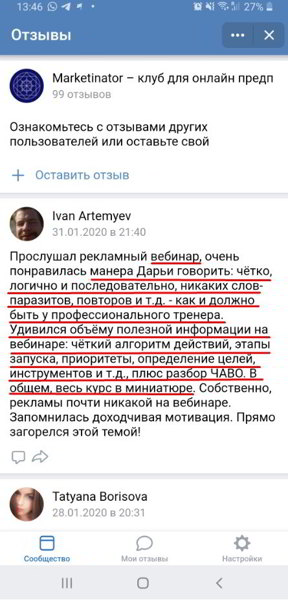 13:46
27%
Отзывы
Marketinator – клуб для онлайн предп
99 отзывов
Ознакомьтесь с отзывами других
пользователей или оставьте свой
+ Оставить отзыв
Ivan Artemyev
31.01.2020 в 21:40
Прослушал рекламный вебинар, очень
понравилась манера Дарьи говорить: чётко,
логично и последовательно, никаких слов-
паразитов, повторов и т.д. - как и должно
быть у профессионального тренера.
Удивился объёму полезной информации на
вебинаре: чёткий алгоритм действий, этапы
запуска, приоритеты, определение целей,
инструментов и т.д., плюс разбор ЧАВО. В
общем, весь курс в миниатюре. Собственно,
рекламы почти никакой на вебинаре.
Запомнилась доходчивая мотивация. Прямо
загорелся этой темой!
Tatyana Borisova
28.01.2020 в 20:31
Сообщество
Мои отзывы
Настройки